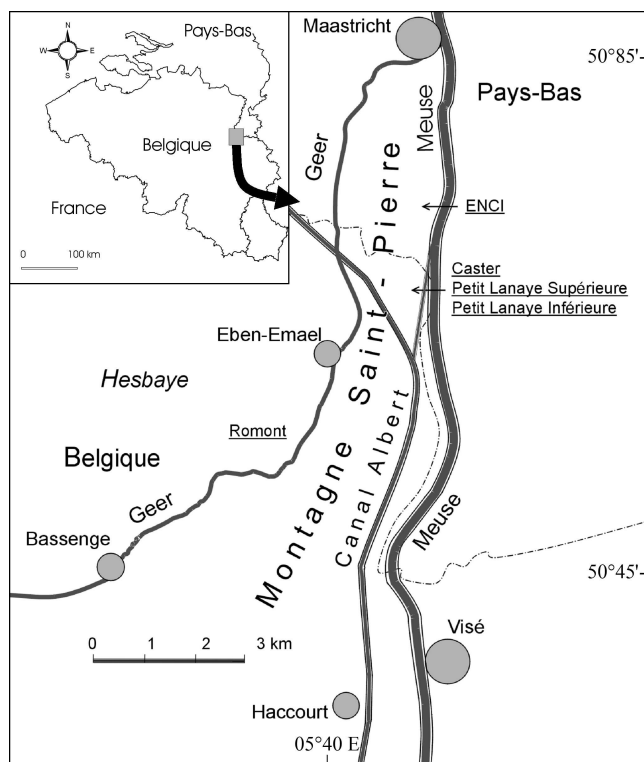 N
W E
S
Pays-Bas
Belgique
France
0 100 km
Maastricht
50°85'
Pays-Bas
Meuse
Geer
ENCI
Montagne Saint - Pierre
Caster
Petit Lanaye Supérieure
Petit Lanaye Inférieure
Eben-Emael
Hesbaye
Romont
Canal Albert
Belgique
Geer
Meuse
Bassenge
50°45'
0 1 2 3 km
Visé
Haccourt
05°40 E